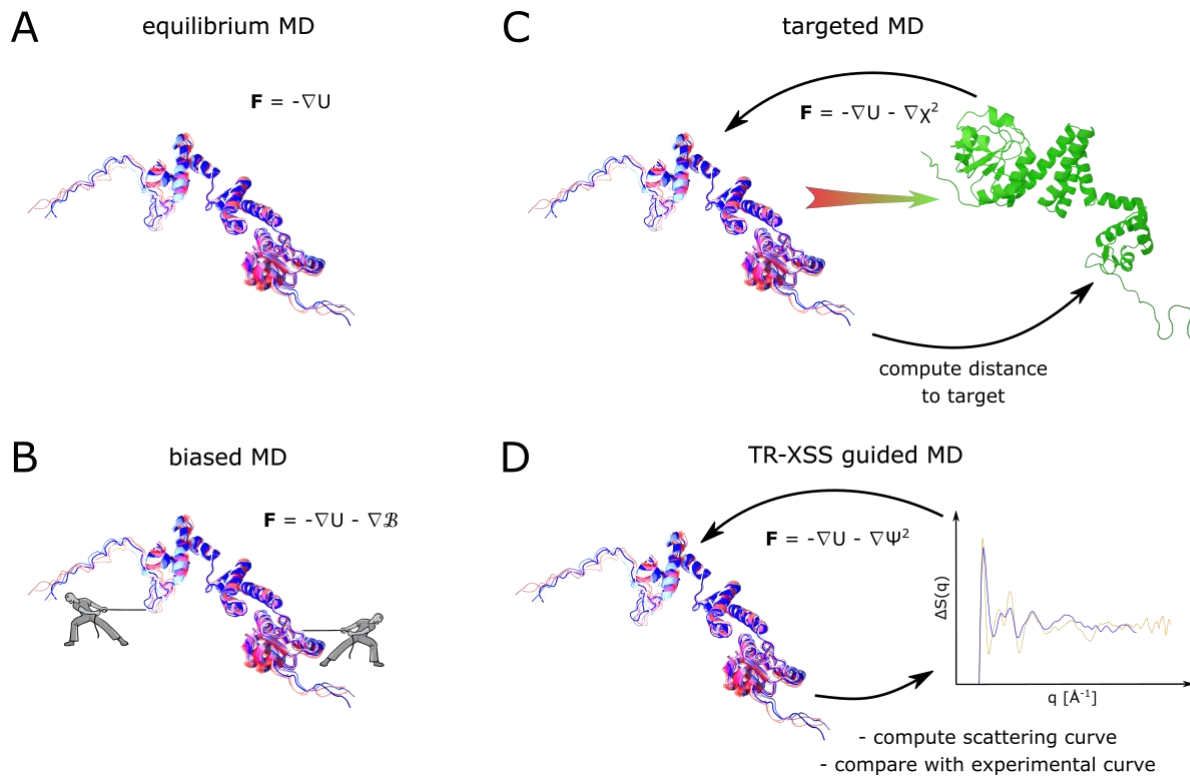 A
equilibrium MD
F = -∇U
C
targeted MD
F = -∇U - ∇χ²
compute distance
to target
B
biased MD
F = -∇U - ∇ℬ
D
TR-XSS guided MD
F = -∇U - ∇Ψ²
ΔS(q)
q [Å⁻¹]
- compute scattering curve
- compare with experimental curve